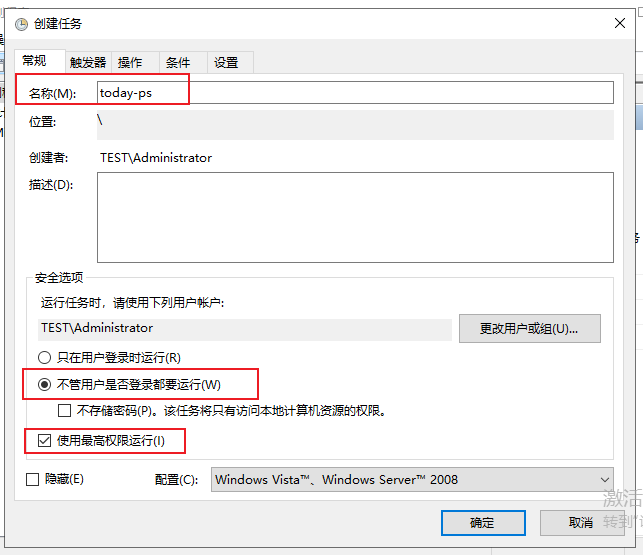 创建任务
常规 触发器 操作 条件 设置
名称(M): today-ps
位置: \
创建者: TEST\Administrator
描述(D):
安全选项
运行任务时，请使用下列用户帐户:
TEST\Administrator 更改用户或组(U)...
只在用户登录时运行(R)
不管用户是否登录都要运行(W)
不存储密码(P)。该任务将只有访问本地计算机资源的权限。
使用最高权限运行(I)
隐藏(E) 配置(C): Windows Vista™、Windows Server™ 2008
激活
转到"
确定 取消